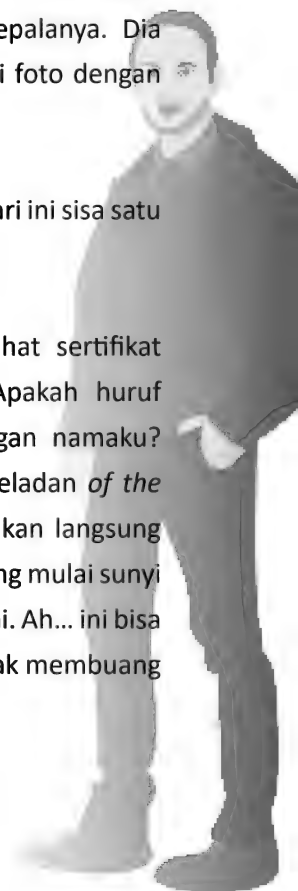 epalanya. Dia
i foto dengan
ari ini sisa satu
hat sertifikat
Apakah huruf
gan namaku?
eladan of the
kan langsung
ng mulai sunyi
i. Ah... ini bisa
ak membuang